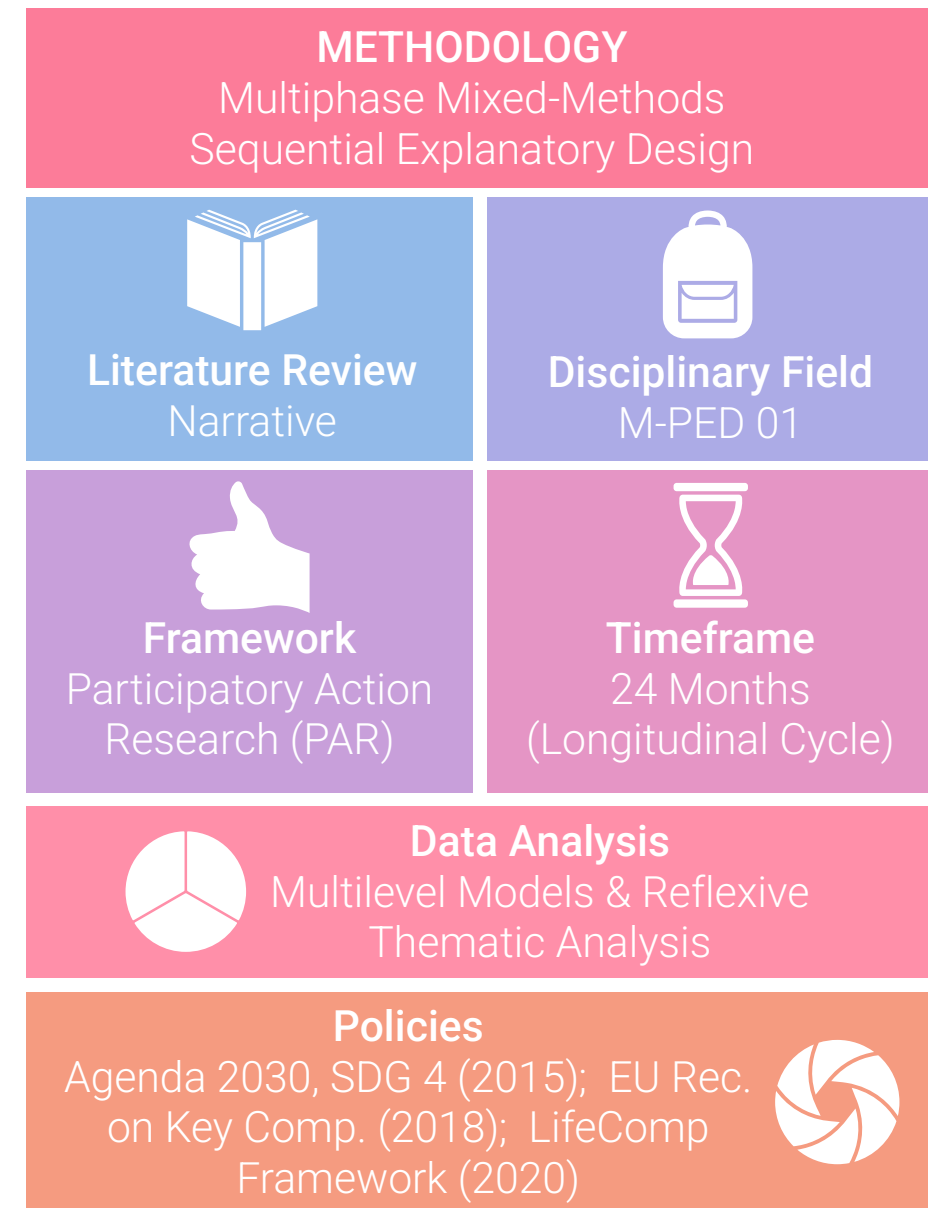 METHODOLOGY
Multiphase Mixed-Methods
Sequential Explanatory Design
Literature Review
Narrative
Disciplinary Field
M-PED 01
Framework
Participatory Action
Research (PAR)
Timeframe
24 Months
(Longitudinal Cycle)
Data Analysis
Multilevel Models & Reflexive
Thematic Analysis
Policies
Agenda 2030, SDG 4 (2015); EU Rec.
on Key Comp. (2018); LifeComp
Framework (2020)